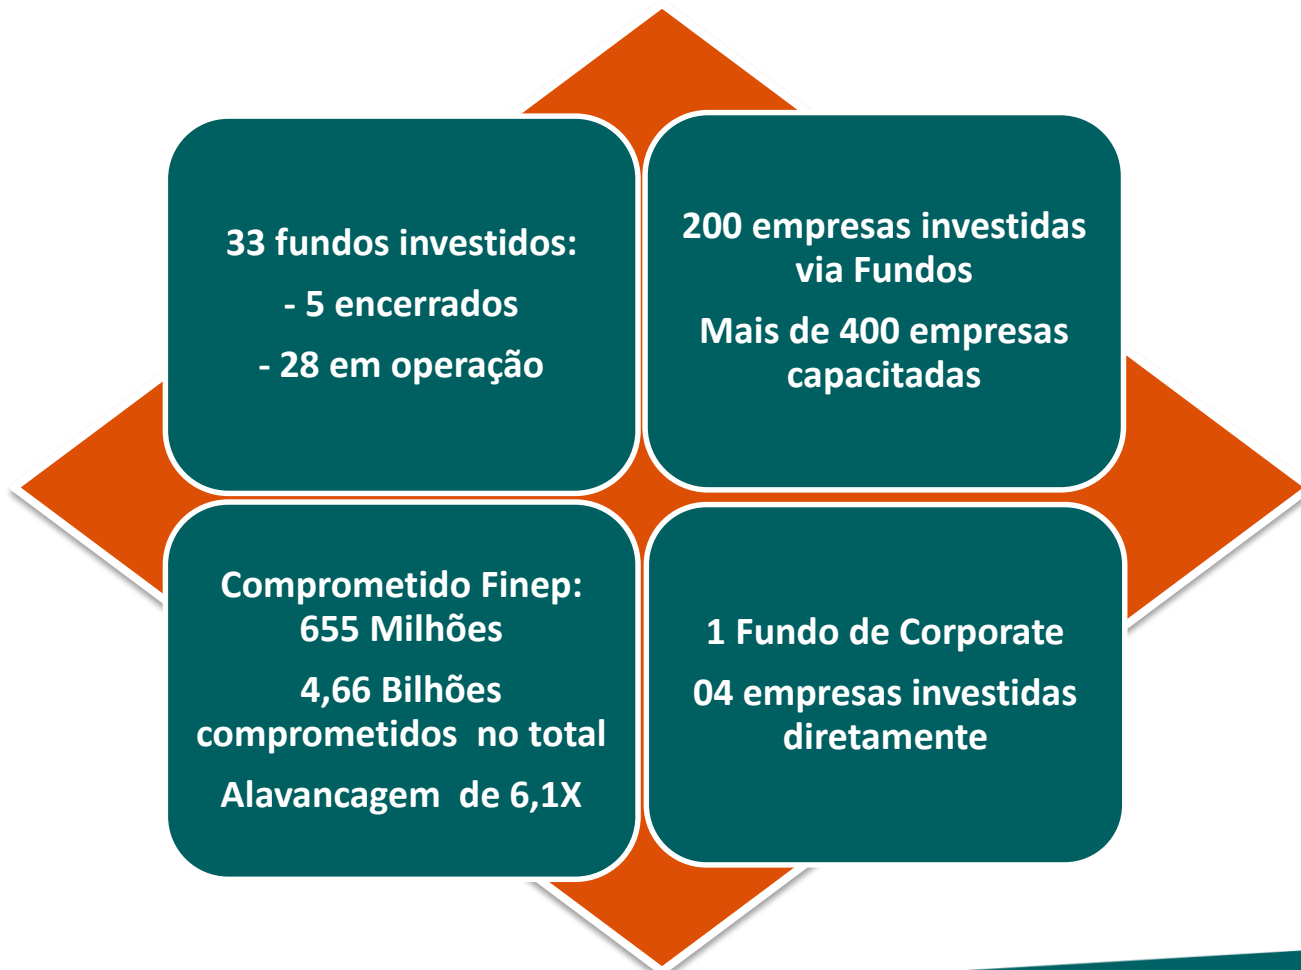 33 fundos investidos:
- 5 encerrados
- 28 em operação
200 empresas investidas
via Fundos
Mais de 400 empresas
capacitadas
Comprometido Finep:
655 Milhões
4,66 Bilhões
comprometidos  no total
Alavancagem  de 6,1X
1 Fundo de Corporate
04 empresas investidas
diretamente